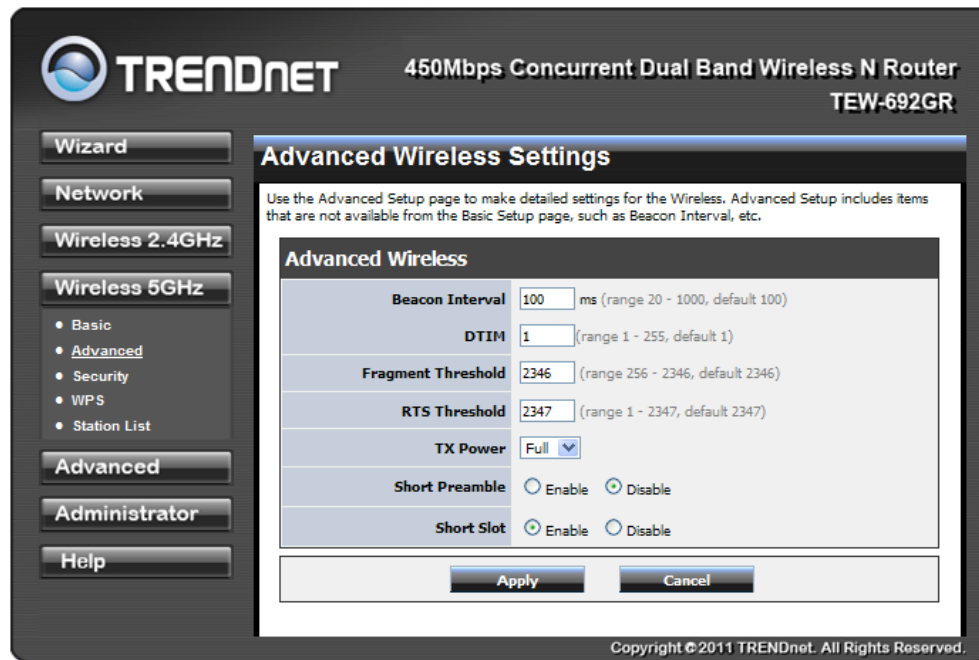 TRENDNET
450Mbps Concurrent Dual Band Wireless N Router
TEW-692GR
Wizard
Network
Wireless 2.4GHz
Wireless 5GHz
Basic
Advanced
Security
WPS
Station List
Advanced
Administrator
Help
Advanced Wireless Settings
Use the Advanced Setup page to make detailed settings for the Wireless. Advanced Setup includes items
that are not available from the Basic Setup page, such as Beacon Interval, etc.
Advanced Wireless
Beacon Interval 100 ms (range 20 - 1000, default 100)
DTIM 1 (range 1 - 255, default 1)
Fragment Threshold 2346 (range 256 - 2346, default 2346)
RTS Threshold 2347 (range 1 - 2347, default 2347)
TX Power Full
Short Preamble Enable Disable
Short Slot Enable Disable
Apply Cancel
Copyright © 2011 TRENDnet. All Rights Reserved.